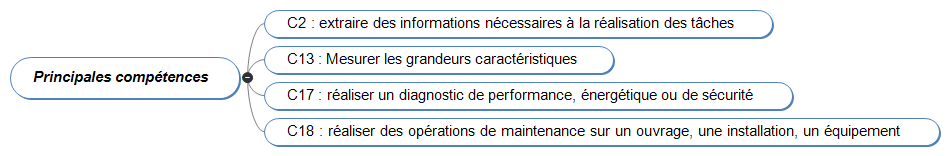 Principales compétences
C2 : extraire des informations nécessaires à la réalisation des tâches
C13 : Mesurer les grandeurs caractéristiques
C17 : réaliser un diagnostic de performance, énergétique ou de sécurité
C18 : réaliser des opérations de maintenance sur un ouvrage, une installation, un équipement